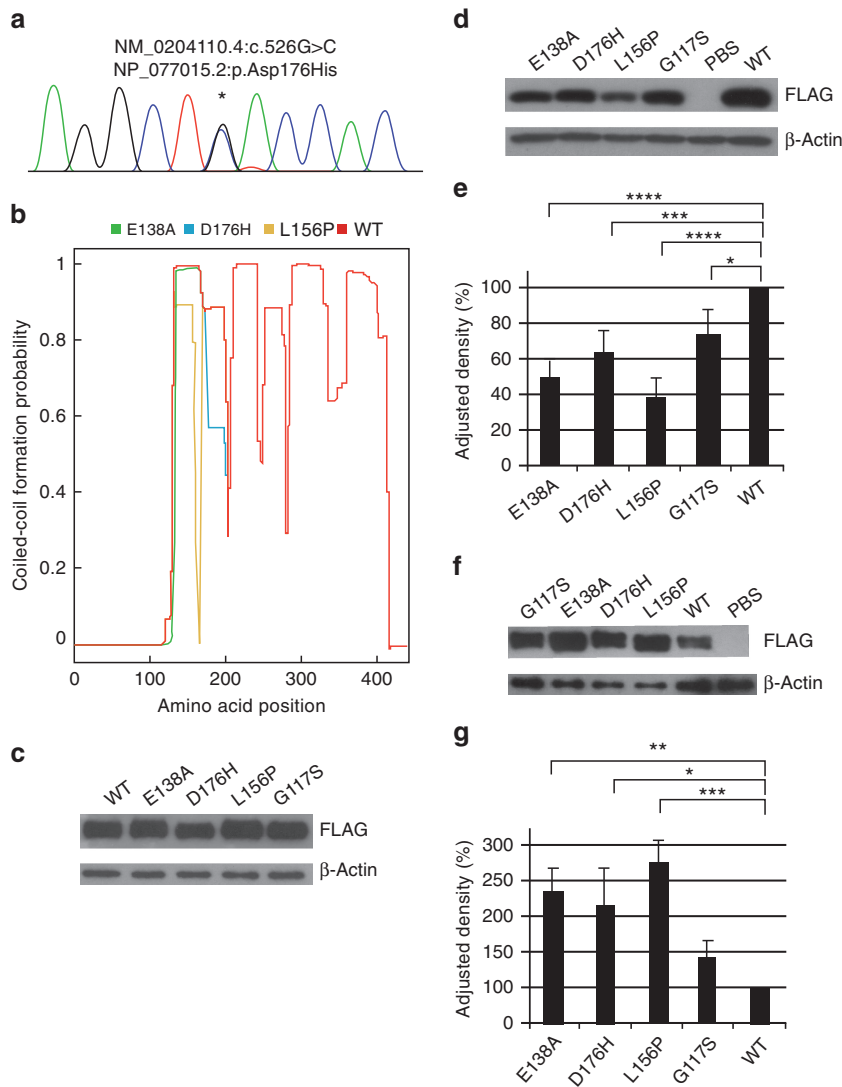 a
NM_0204110.4:c.526G>C
NP_077015.2:p.Asp176His
*
b
E138A D176H L156P WT
Coiled-coil formation probability
1
0.8
0.6
0.4
0.2
0
0 100 200 300 400
Amino acid position
c
WT E138A D176H L156P G117S
FLAG
β-Actin
d
E138A D176H L156P G117S PBS WT
FLAG
β-Actin
e
****
***
****
*
Adjusted density (%)
100
80
60
40
20
0
E138A D176H L156P G117S WT
f
G117S E138A D176H L156P WT PBS
FLAG
β-Actin
g
**
*
***
Adjusted density (%)
300
250
200
150
100
0
E138A D176H L156P G117S WT